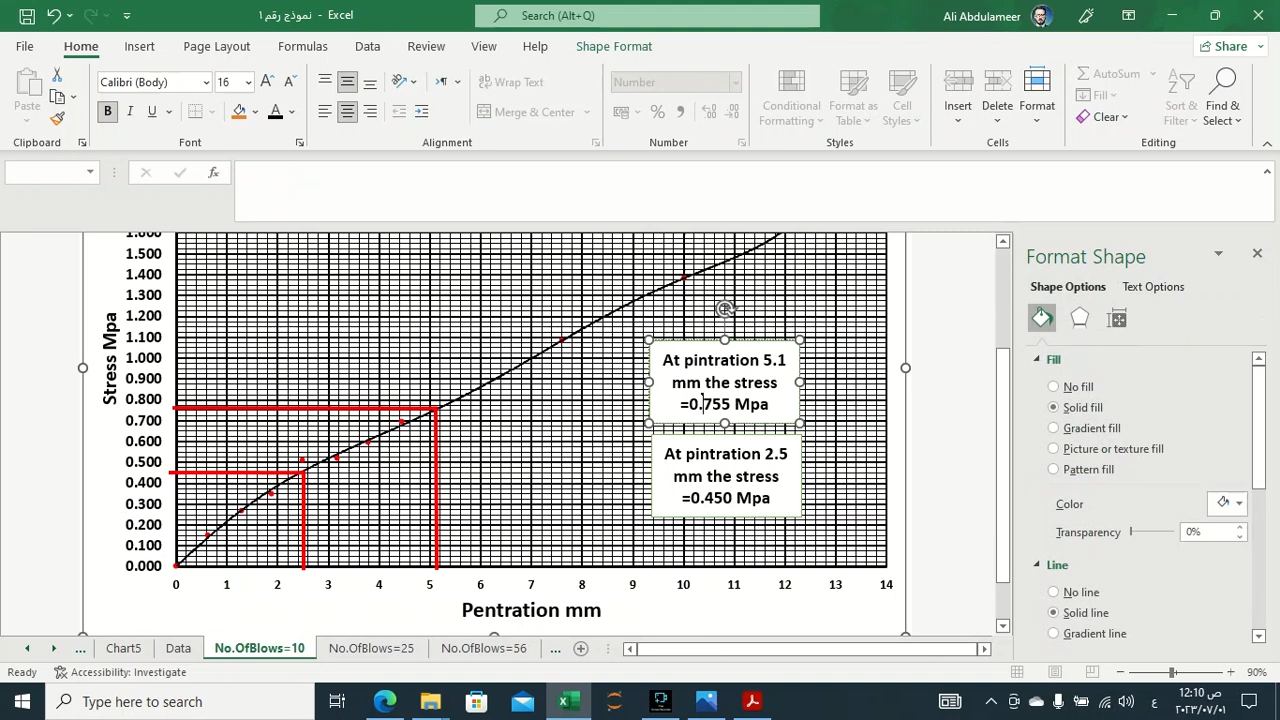 نموذج رقم ١ - Excel
Search (Alt+Q)
Ali Abdulameer
File Home Insert Page Layout Formulas Data Review View Help Shape Format Share
Paste
Calibri (Body) 16
B I U
Wrap Text
Merge & Center
Number
Conditional Formatting
Format as Table
Cell Styles
Insert Delete Format
AutoSum
Fill
Clear
Sort & Filter
Find & Select
Clipboard Font Alignment Number Styles Cells Editing
fx
1.600
1.500
1.400
1.300
1.200
1.100
1.000
0.900
0.800
0.700
0.600
0.500
0.400
0.300
0.200
0.100
0.000
Stress Mpa
0 1 2 3 4 5 6 7 8 9 10 11 12 13 14
Pentration mm
At pintration 5.1
mm the stress
=0.755 Mpa
At pintration 2.5
mm the stress
=0.450 Mpa
Format Shape
Shape Options Text Options
Fill
No fill
Solid fill
Gradient fill
Picture or texture fill
Pattern fill
Color
Transparency 0%
Line
No line
Solid line
Gradient line
... Chart5 Data No.OfBlows=10 No.OfBlows=25 No.OfBlows=56 ...
Ready Accessibility: Investigate 90%
Type here to search
ع
12:10 ص
٢٠٢٣/٠٧/٠١